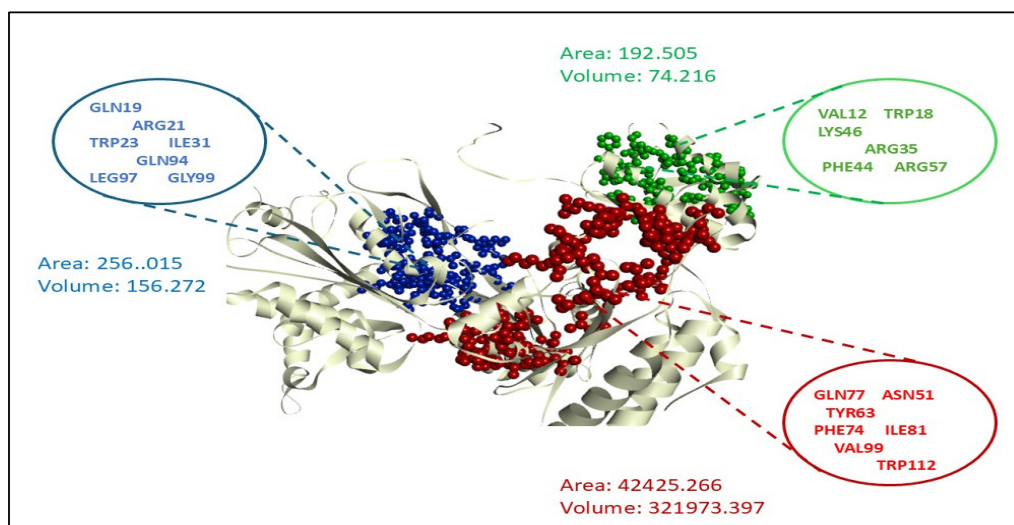 Area: 192.505
Volume: 74.216
GLN19
ARG21
TRP23 ILE31
GLN94
LEG97 GLY99
VAL12 TRP18
LYS46
ARG35
PHE44 ARG57
Area: 256..015
Volume: 156.272
GLN77 ASN51
TYR63
PHE74 ILE81
VAL99
TRP112
Area: 42425.266
Volume: 321973.397